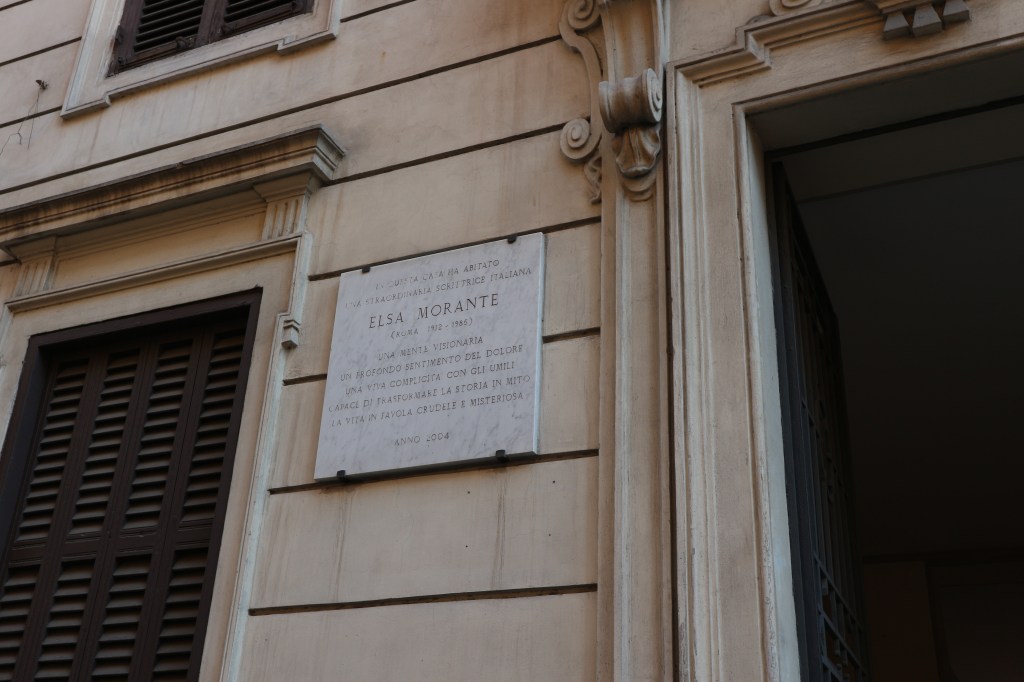 IN QUESTA CASA HA ABITATO
UNA STRAORDINARIA SCRITTRICE ITALIANA
ELSA MORANTE
(ROMA 1912 - 1985)
UNA MENTE VISIONARIA
UN PROFONDO SENTIMENTO DEL DOLORE
UNA VIVA COMPLICITÀ CON GLI UMILI
CAPACE DI TRASFORMARE LA STORIA IN MITO
LA VITA IN FAVOLA CRUDELE E MISTERIOSA
ANNO 2004